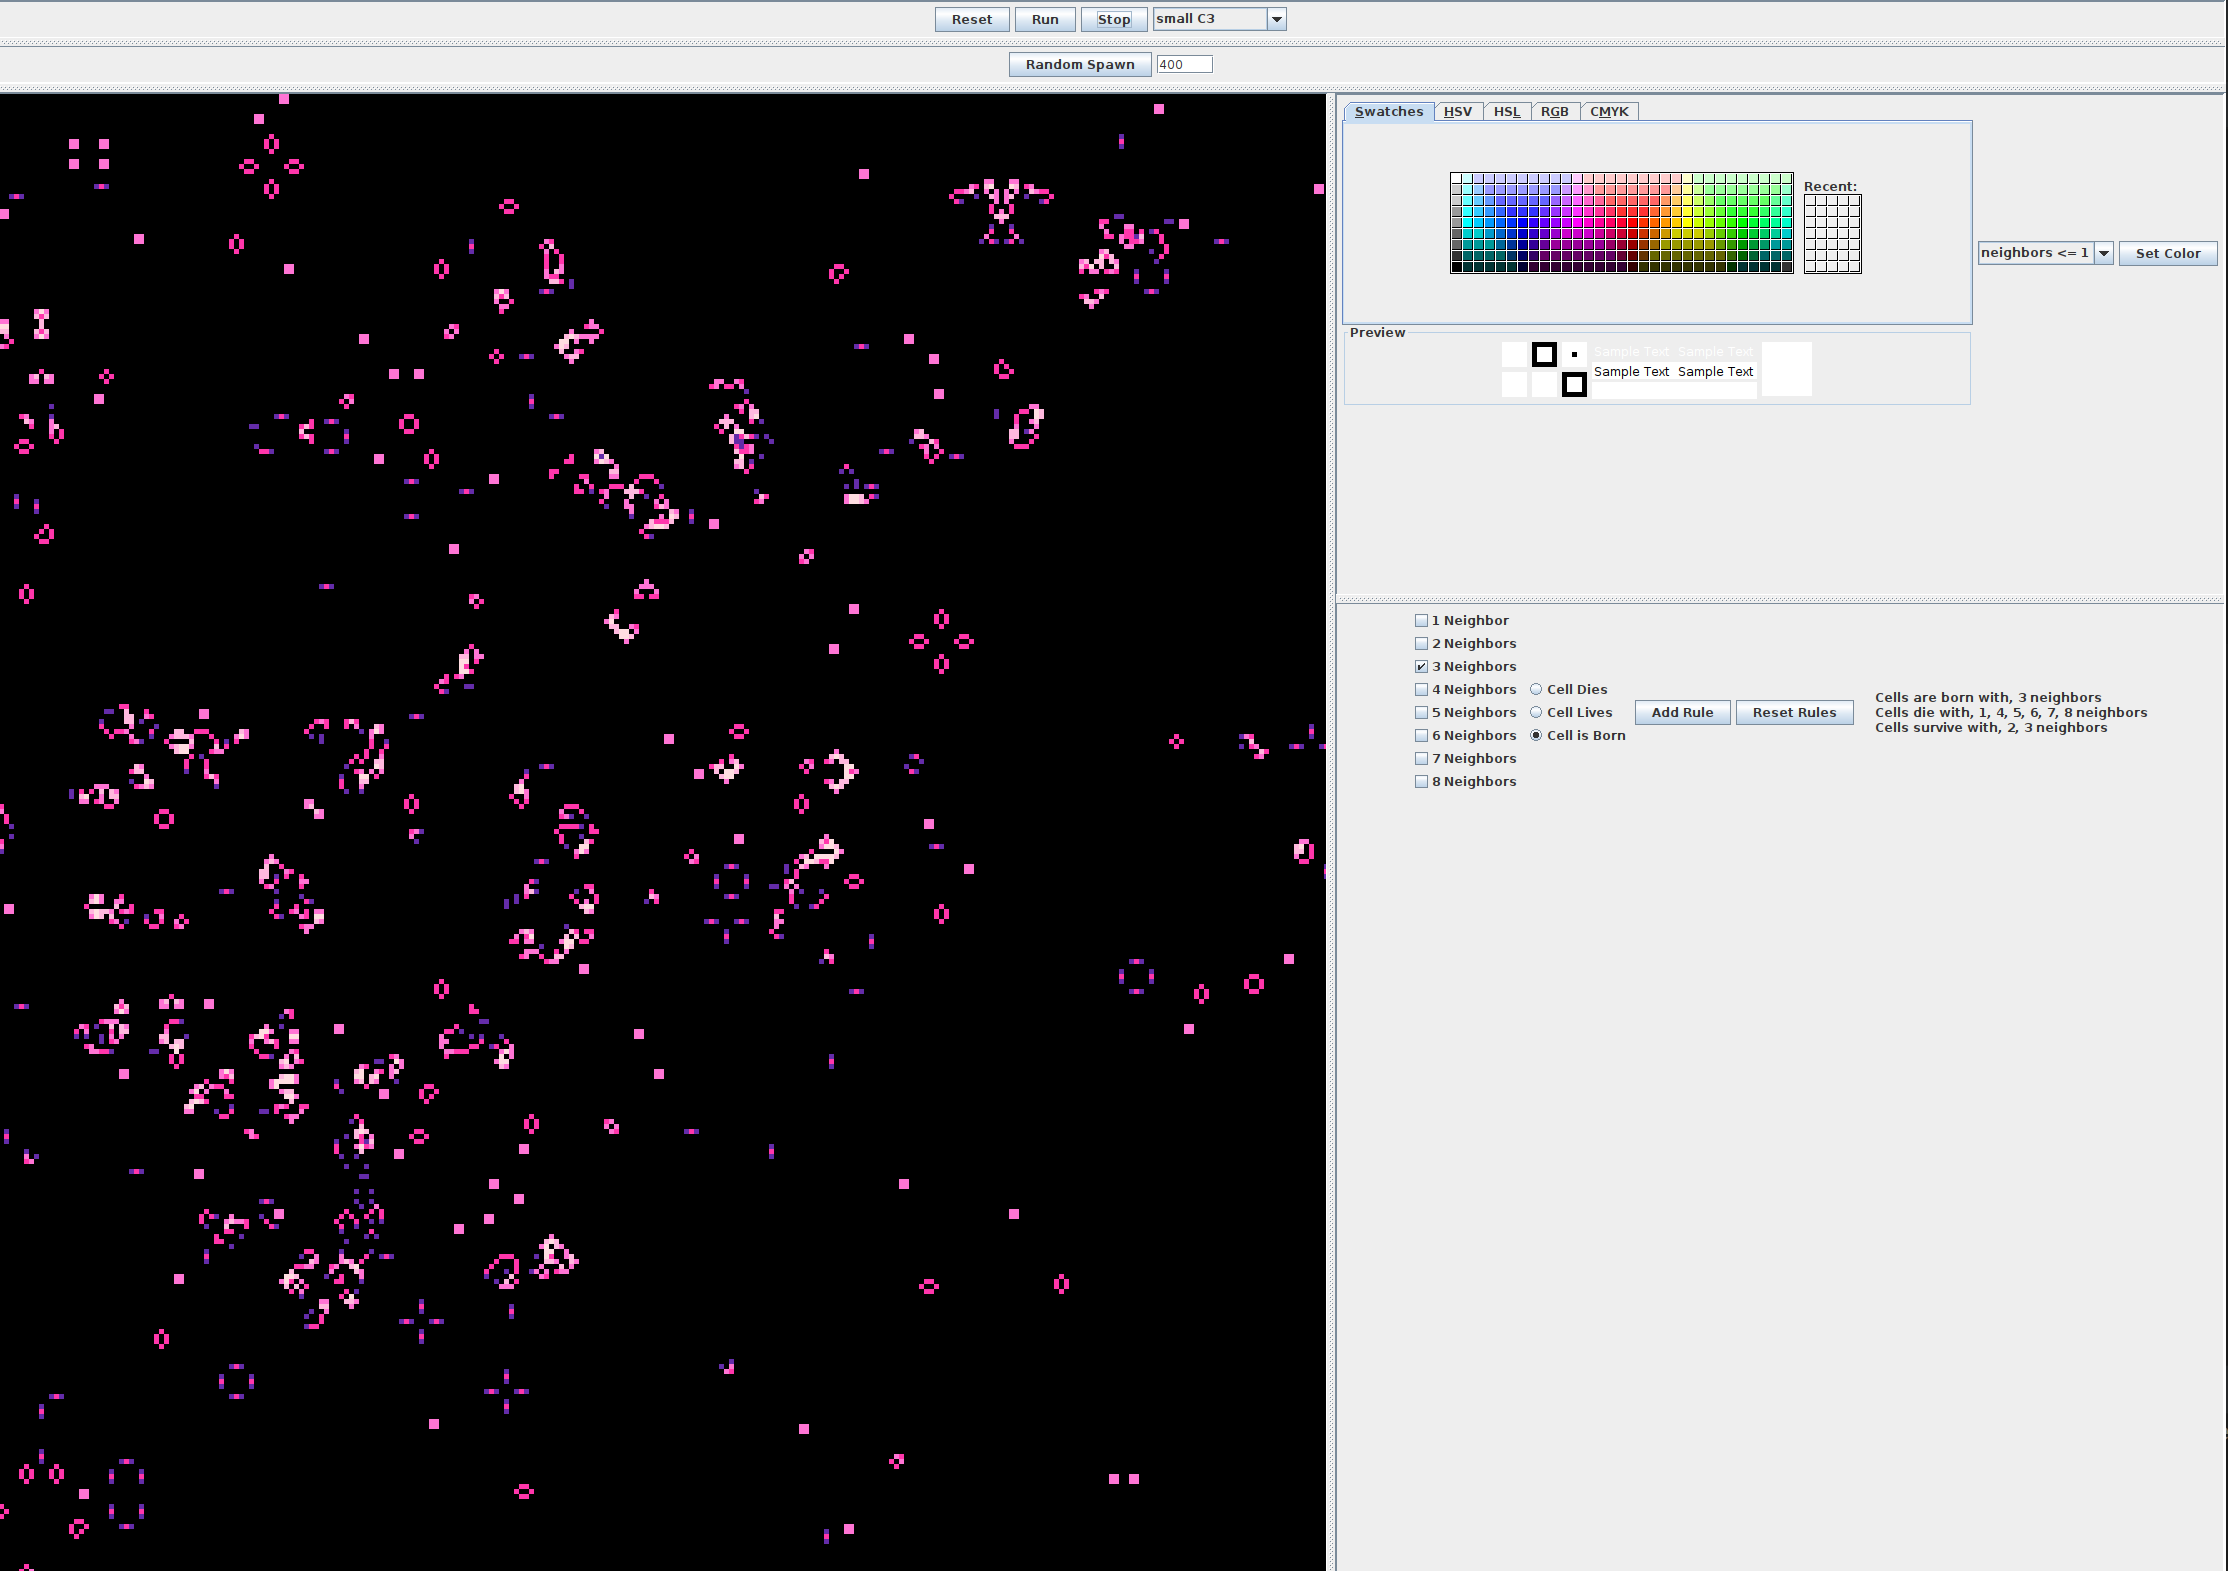 Reset Run Stop small C3
Random Spawn 400
Swatches HSV HSL RGB CMYK
Recent:
neighbors <= 1 Set Color
Preview
Sample Text Sample Text
Sample Text Sample Text
1 Neighbor
2 Neighbors
3 Neighbors
4 Neighbors Cell Dies
5 Neighbors Cell Lives
6 Neighbors Cell is Born
7 Neighbors
8 Neighbors
Add Rule Reset Rules
Cells are born with, 3 neighbors
Cells die with, 1, 4, 5, 6, 7, 8 neighbors
Cells survive with, 2, 3 neighbors